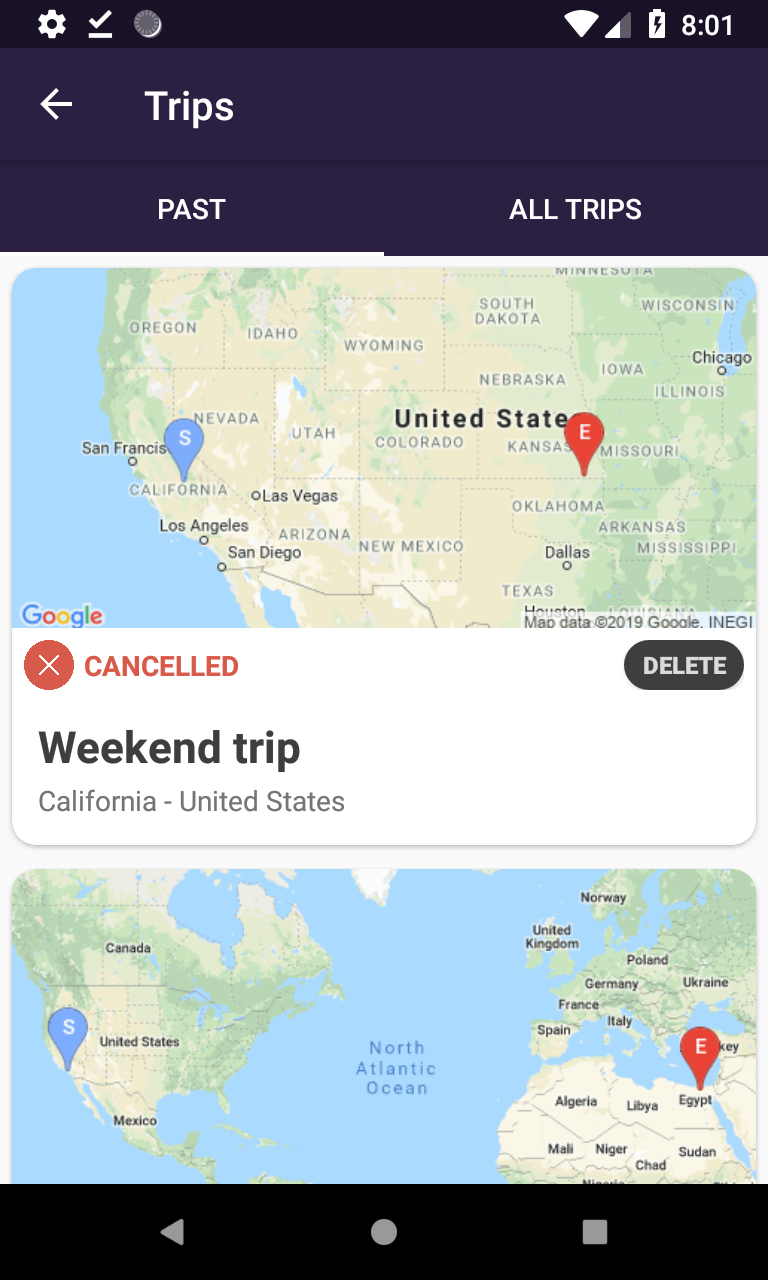 8:01
Trips
PAST
ALL TRIPS
MINNESOTA
SOUTH
DAKOTA
WISCONSIN
OREGON
IDAHO
WYOMING
Chicago
IOWA
NEBRASKA
ILLINOIS
NEVADA
United State
S
E
UTAH
COLORADO
KANSAS
MISSOURI
San Francis
CALIFORNIA
Las Vegas
OKLAHOMA
Los Angeles
ARIZONA
ARKANSAS
NEW MEXICO
MISSISSIPPI
San Diego
Dallas
TEXAS
Houston
LOUISIANA
Google
Map data ©2019 Google, INEGI
CANCELLED
DELETE
Weekend trip
California - United States
Norway
United
Kingdom
Canada
Poland
Germany
Ukraine
France
S
Italy
Spain
United States
E
key
North
Atlantic
Ocean
Algeria
Libya
Egypt
Mexico
Mali
Niger
Sudan
Chad
Nigeria